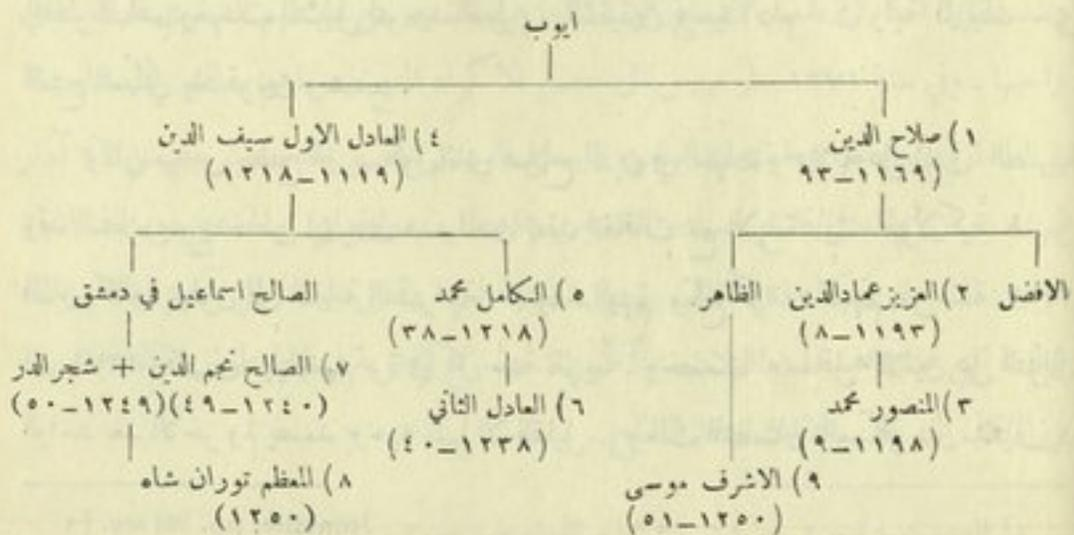 ايوب
١) صلاح الدين ٤) العادل الاول سيف الدين
(١١٦٩–٩٣) (١١١٩–١٢١٨)
الافضل ٢) العزيز عمادالدين الظاهر ٥) الكامل محمد الصالح اسماعيل في دمشق
(١١٩٣–٨) (١٢١٨–٣٨)
٣) المنصور محمد ٦) العادل الثاني ٧) الصالح نجم الدين + شجر الدر
(١١٩٨–٩) (١٢٣٨–٤٠) (١٢٤٠–٤٩) (١٢٤٩–٥٠)
٩) الاشرف موسى ٨) المعظم توران شاه
(١٢٥٠–٥١) (١٢٥٠)